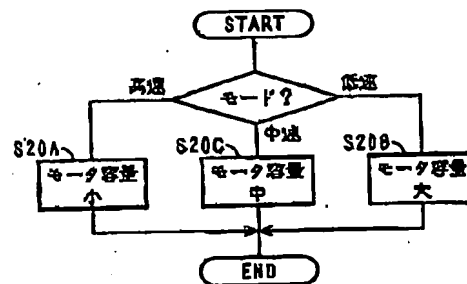 START
高速
モード?
低速
中速
S20A
S20C
S20B
モータ容量
小
モータ容量
中
モータ容量
大
END